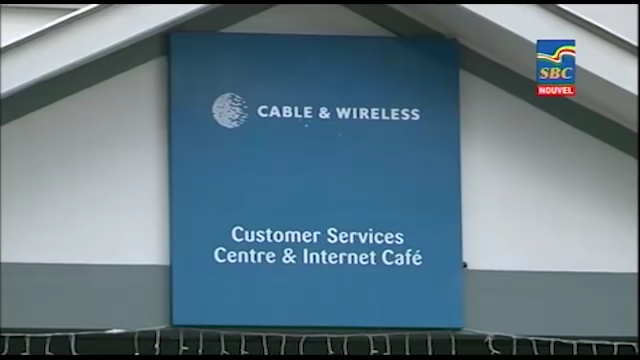 SBC
NOUVEL
CABLE & WIRELESS
Customer Services
Centre & Internet Café